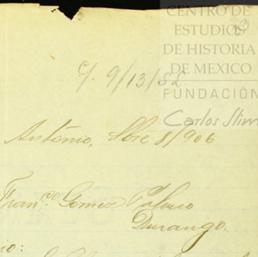 CENTRO DE
ESTUDIOS
DE HISTORIA
DE MEXICO
FUNDACIÓN
Carlos Slim
c/. 9/13/82
Antonio, Sbre 8/906
Fran.co Gomez Palacio
Durango.